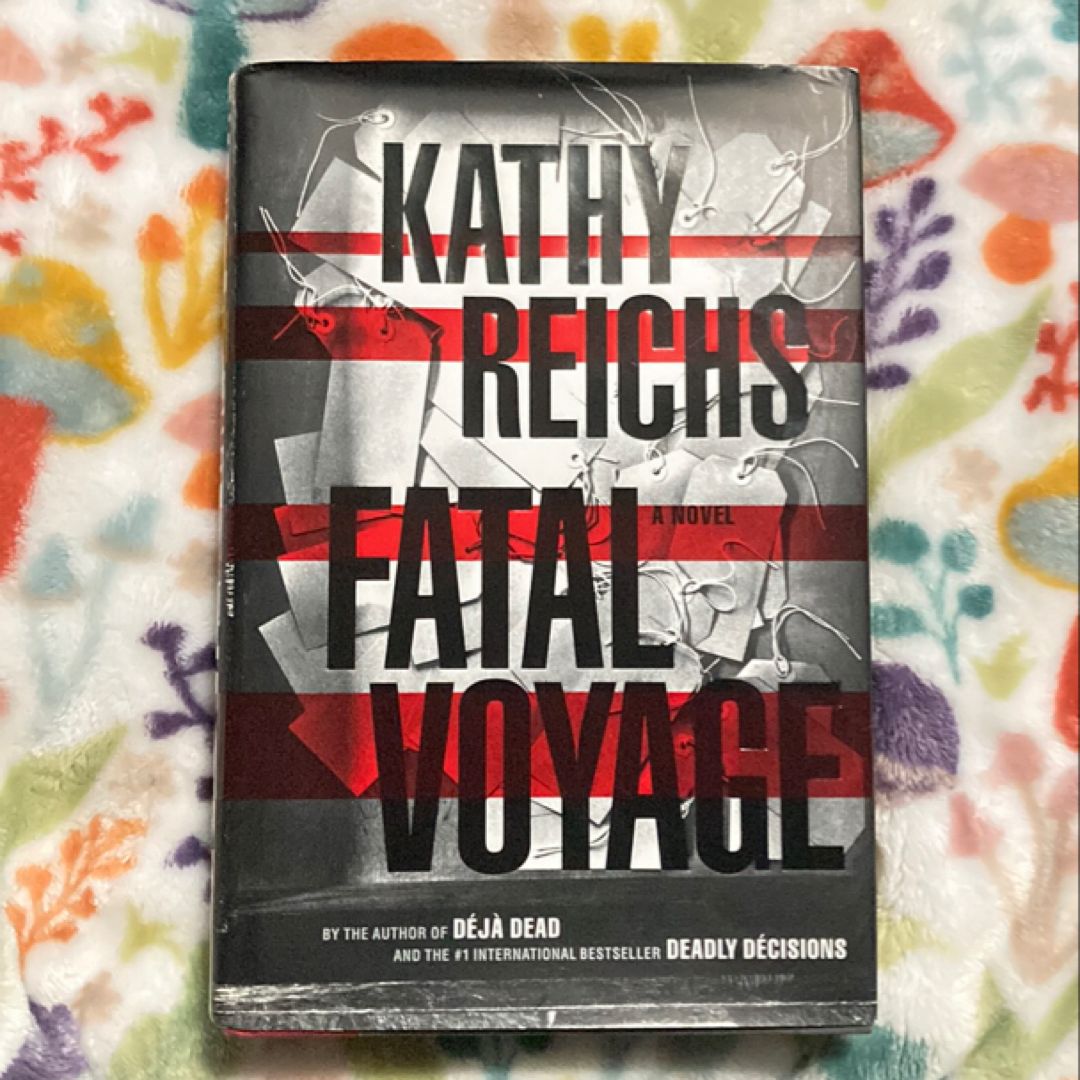 KATHY
REICHS
FATAL
A NOVEL
VOYAGE
BY THE AUTHOR OF DÉJÀ DEAD
AND THE #1 INTERNATIONAL BESTSELLER DEADLY DÉCISIONS